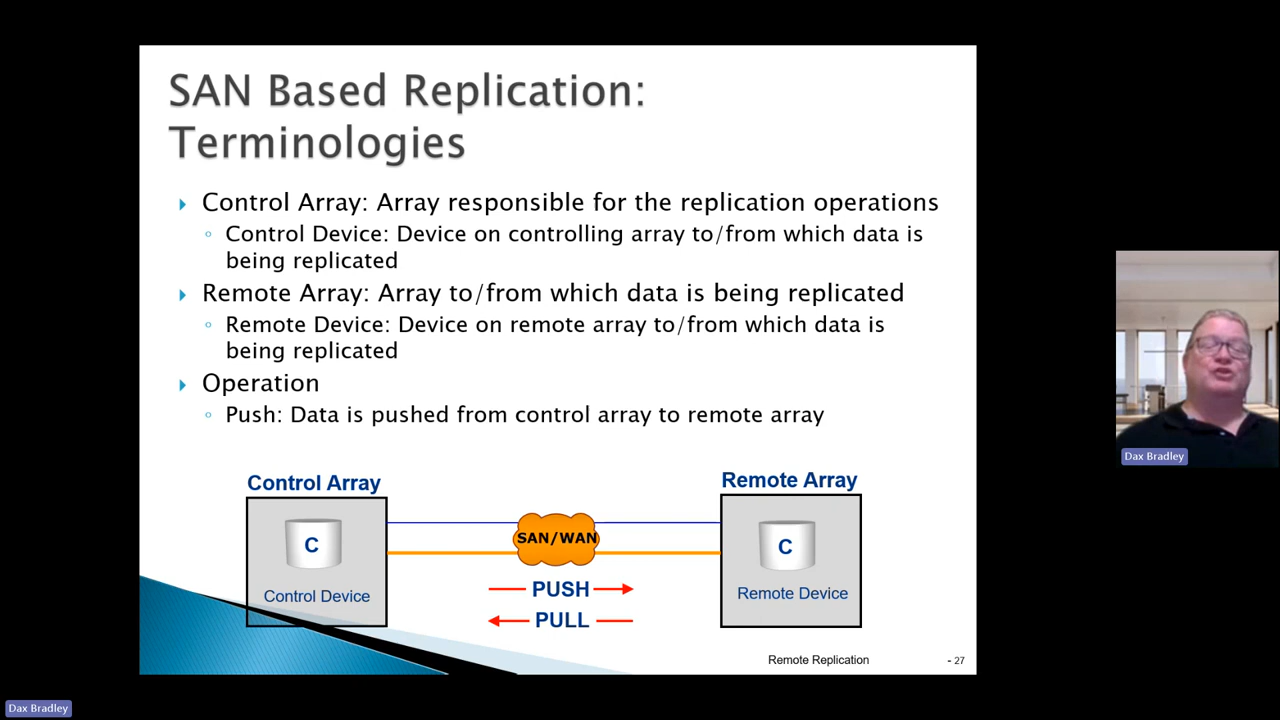 SAN Based Replication:
Terminologies
Control Array: Array responsible for the replication operations
Control Device: Device on controlling array to/from which data is
being replicated
Remote Array: Array to/from which data is being replicated
Remote Device: Device on remote array to/from which data is
being replicated
Operation
Push: Data is pushed from control array to remote array
Control Array
Remote Array
C
SAN/WAN
C
Control Device
PUSH
Remote Device
PULL
Remote Replication
- 27
Dax Bradley
Dax Bradley